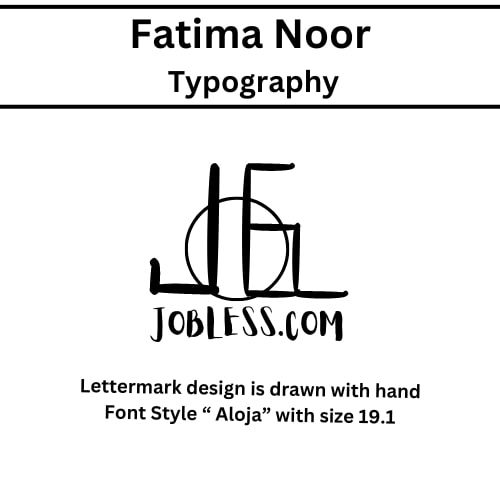 Fatima Noor
Typography
JOBLESS.COM
Lettermark design is drawn with hand
Font Style “ Aloja” with size 19.1